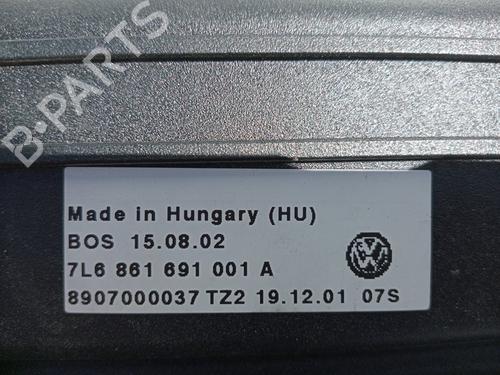 B-PARTS
Made in Hungary (HU)
BOS 15.08.02
7L6 861 691 001 A
8907000037 TZ2 19.12.01 07S